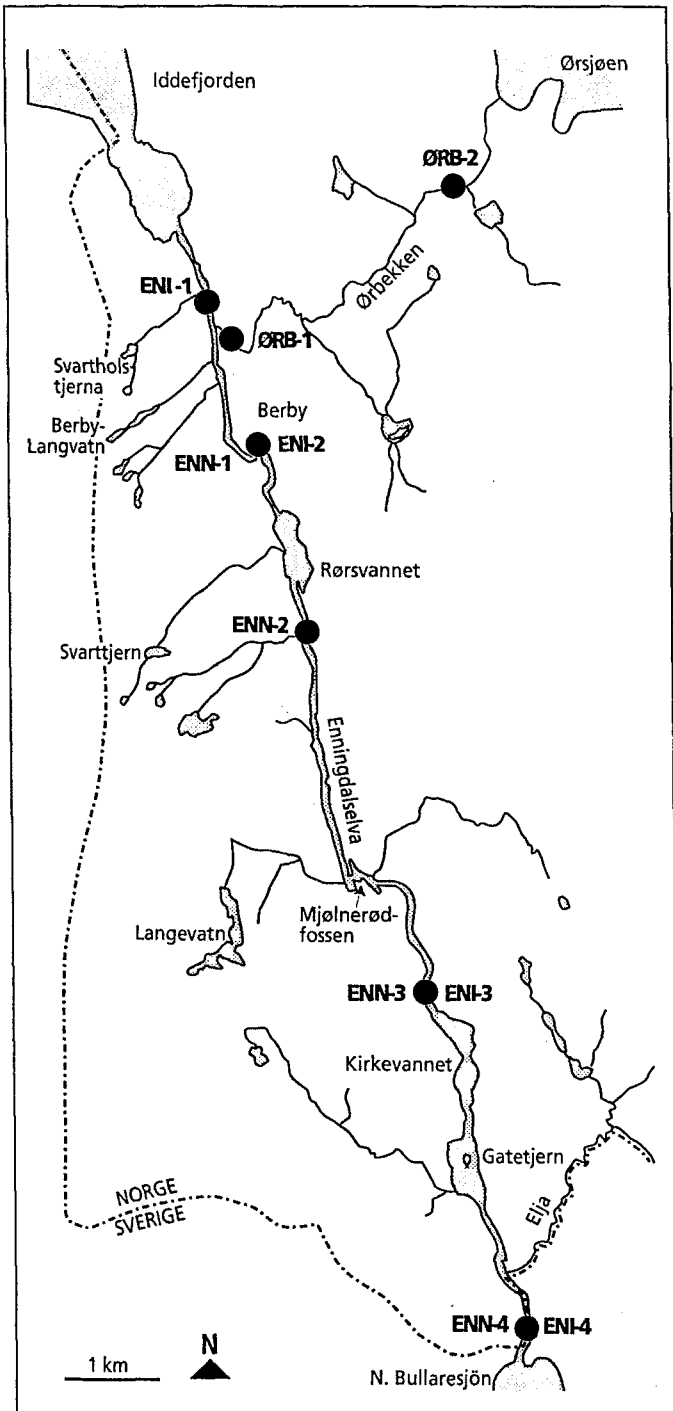 Iddefjorden
Ørsjøen
ØRB-2
Ørbekken
ENI-1
ØRB-1
Svarthols-
tjerna
Berby-
Langvatn
Berby
ENN-1
ENI-2
Rørsvannet
ENN-2
Svarttjern
Enningdalselva
Mjølnerød-
fossen
Langevatn
ENN-3
ENI-3
Kirkevannet
Gatetjern
Elja
NORGE
SVERIGE
ENN-4
ENI-4
N
1 km
N. Bullaresjön